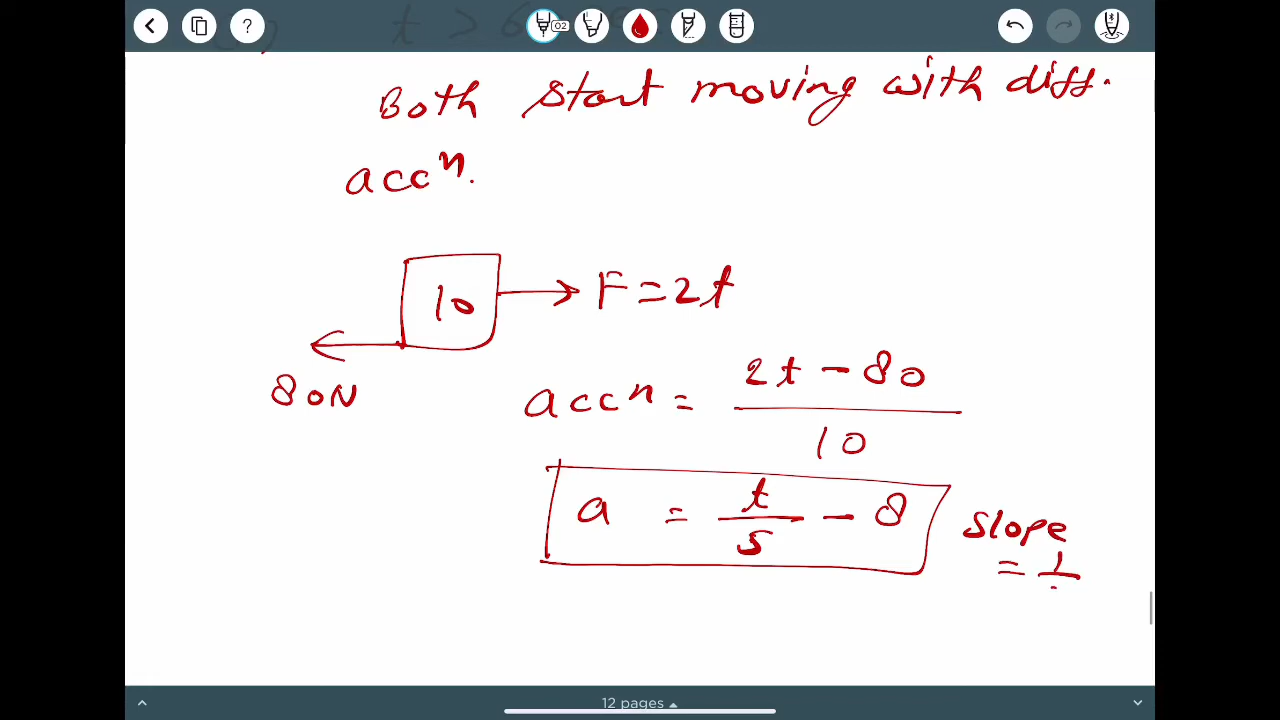 t > 6
Both start moving with diff.
accⁿ.
10 → F = 2t
80N
accⁿ = (2t - 80) / 10
a = t/5 - 8
slope
= 1/
12 pages